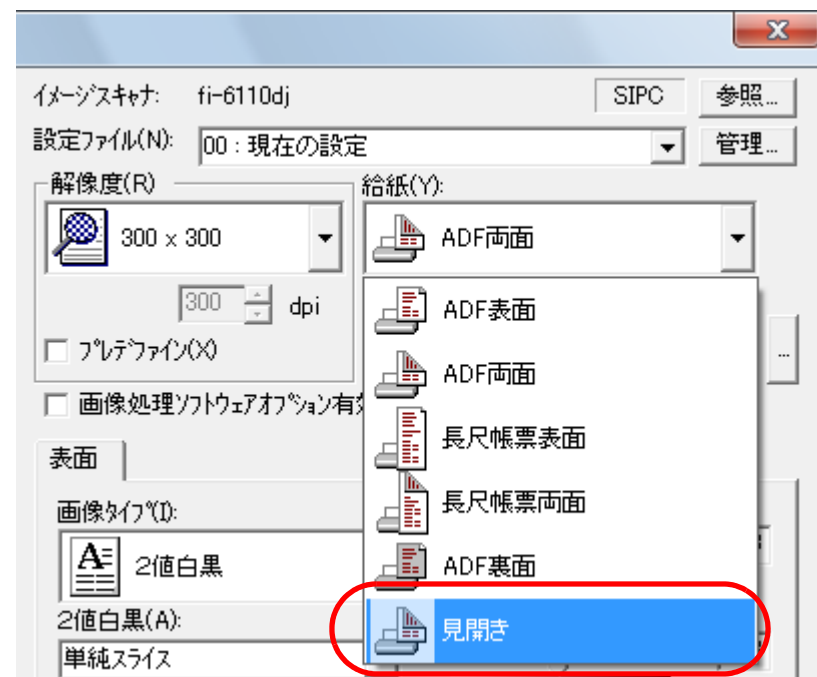 イメージスキャナ: fi-6110dj SIPC 参照...
設定ファイル(N): 00 : 現在の設定 管理...
解像度(R) 給紙(Y):
300 x 300 ADF両面
300 dpi ADF表面
プレデファイン(X) ... ADF両面
画像処理ソフトウェアオプション有効
長尺帳票表面
表面
長尺帳票両面
画像タイプ(I):
2値白黒 ADF裏面
2値白黒(A): 見開き
単純スライス